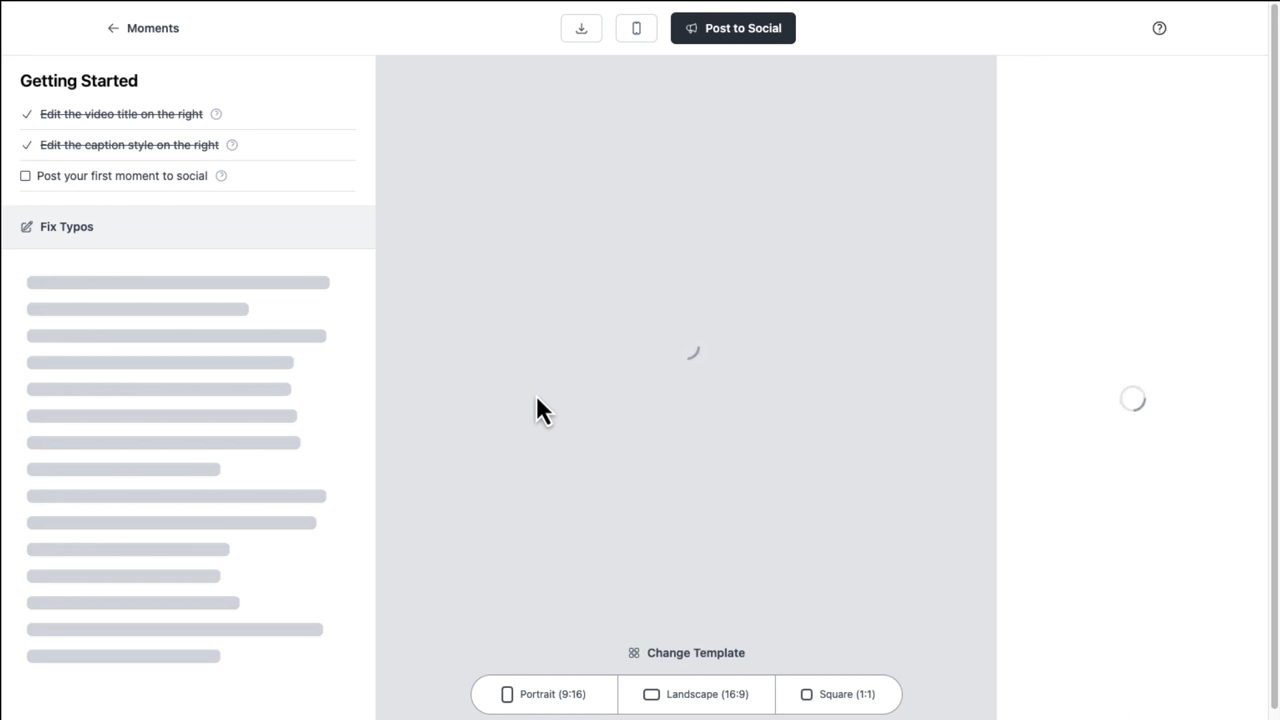 Moments
Post to Social
Getting Started
Edit the video title on the right
Edit the caption style on the right
Post your first moment to social
Fix Typos
Change Template
Portrait (9:16)
Landscape (16:9)
Square (1:1)